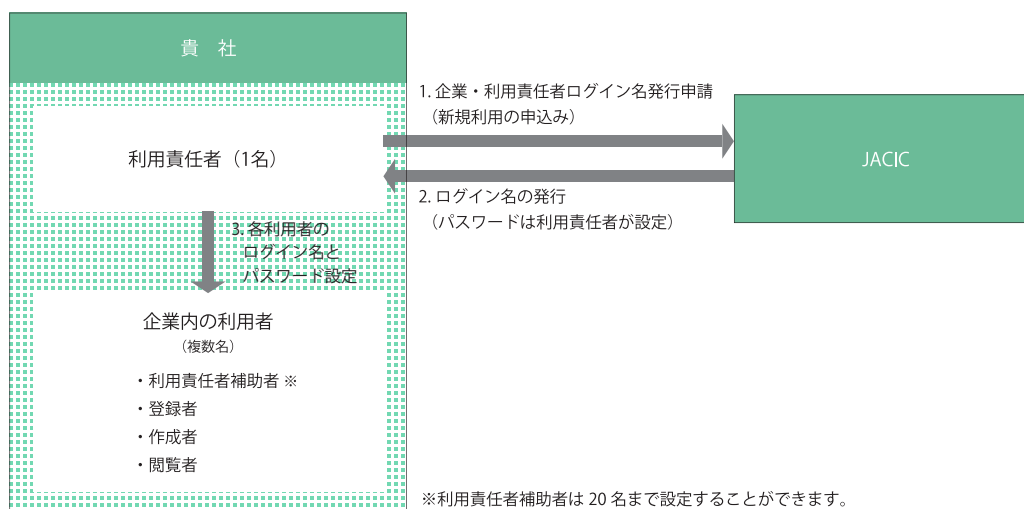 貴　社
利用責任者（1名）
1. 企業・利用責任者ログイン名発行申請
（新規利用の申込み）
JACIC
2. ログイン名の発行
（パスワードは利用責任者が設定）
3. 各利用者の
ログイン名と
パスワード設定
企業内の利用者
（複数名）
・利用責任者補助者 ※
・登録者
・作成者
・閲覧者
※利用責任者補助者は 20 名まで設定することができます。